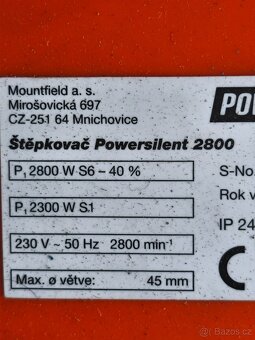 Mountfield a. s.
Mirošovická 697
CZ-251 64 Mnichovice
POW
Štěpkovač Powersilent 2800
P₁ 2800 W S6 – 40 %
S-No.
P₁ 2300 W S1
Rok v
230 V ~ 50 Hz 2800 min⁻¹
IP 24
Max. ø větve: 45 mm
CE